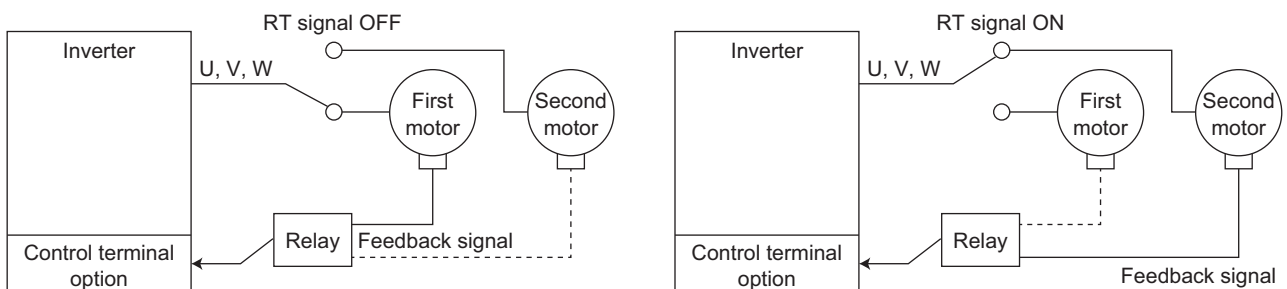 RT signal OFF
Inverter
U, V, W
First
motor
Second
motor
Relay
Feedback signal
Control terminal
option
RT signal ON
Inverter
U, V, W
First
motor
Second
motor
Relay
Control terminal
option
Feedback signal